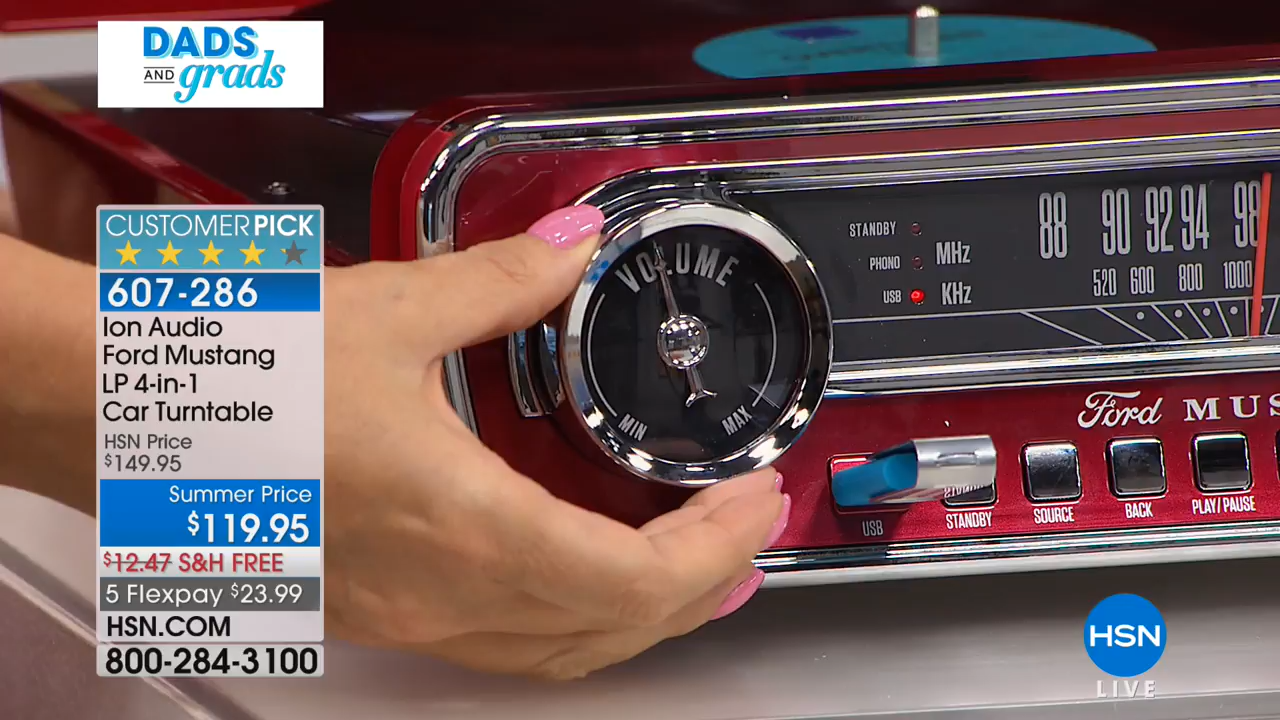 DADS
AND grads
CUSTOMER PICK
607-286
Ion Audio
Ford Mustang
LP 4-in-1
Car Turntable
HSN Price
$149.95
Summer Price
$119.95
$12.47 S&H FREE
5 Flexpay $23.99
HSN.COM
800-284-3100
VOLUME
MIN
MAX
STANDBY
PHONO
USB
MHz
KHz
88 90 92 94 98
520 600 800 1000
Ford MUS
USB
STANDBY
SOURCE
BACK
PLAY/PAUSE
HSN
LIVE